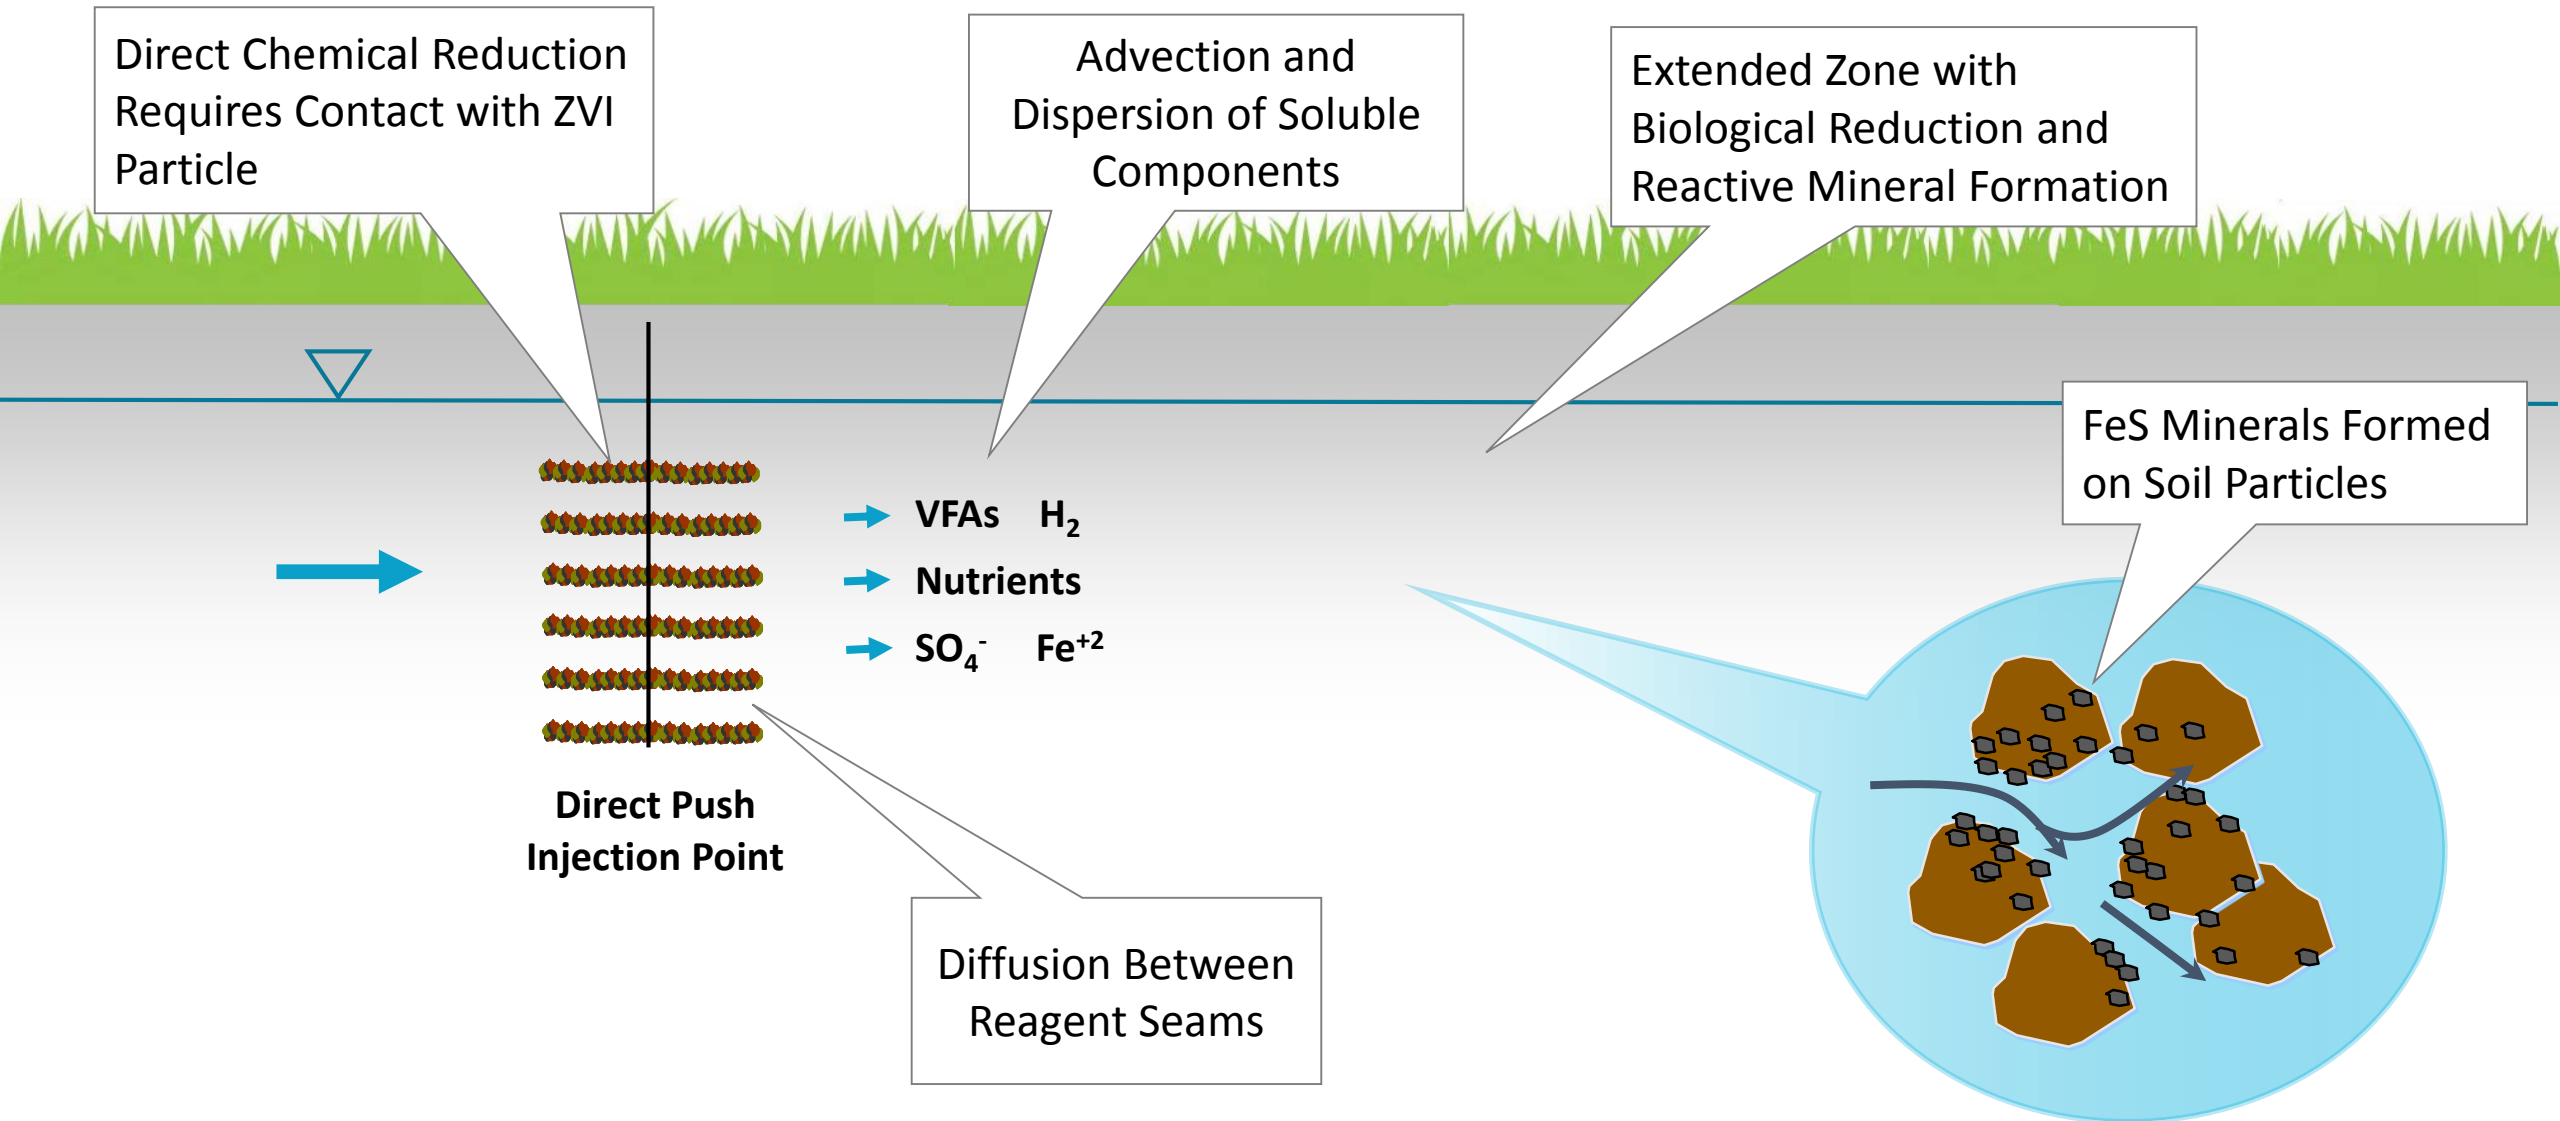 Direct Chemical Reduction
Requires Contact with ZVI
Particle
Advection and
Dispersion of Soluble
Components
Extended Zone with
Biological Reduction and
Reactive Mineral Formation
FeS Minerals Formed
on Soil Particles
VFAs H₂
Nutrients
SO₄⁻ Fe⁺²
Direct Push
Injection Point
Diffusion Between
Reagent Seams